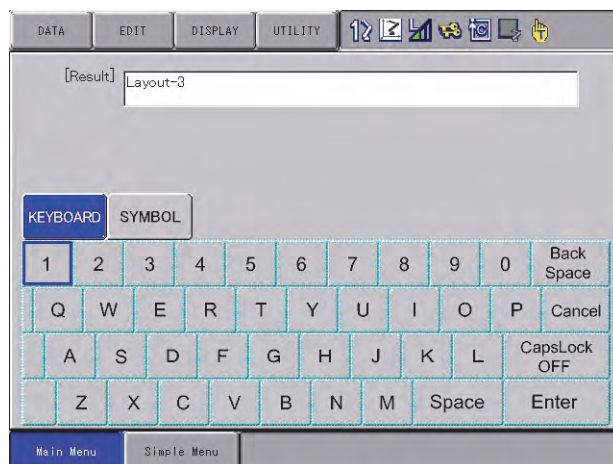 DATA EDIT DISPLAY UTILITY
[Result] Layout-3
KEYBOARD SYMBOL
1 2 3 4 5 6 7 8 9 0 Back Space
Q W E R T Y U I O P Cancel
A S D F G H J K L CapsLock OFF
Z X C V B N M Space Enter
Main Menu Simple Menu